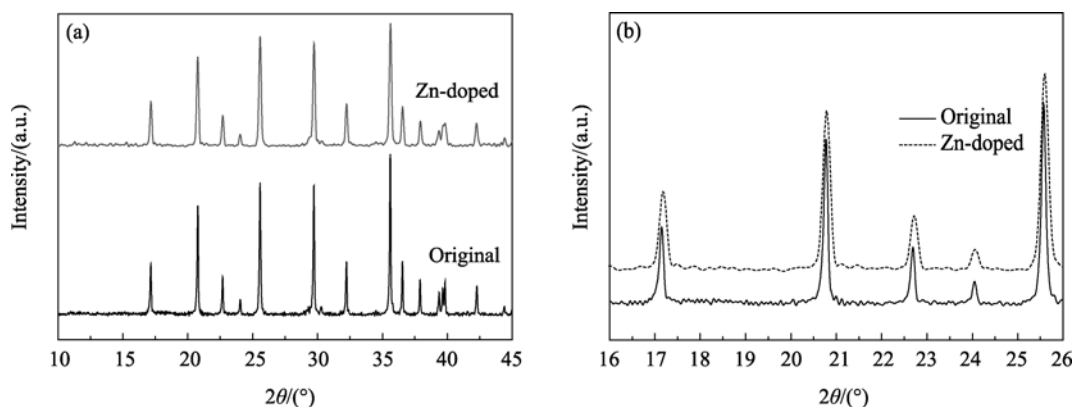 (a)
Zn-doped
Original
Intensity/(a.u.)
10 15 20 25 30 35 40 45
2θ/(°)
(b)
Original
Zn-doped
Intensity/(a.u.)
16 17 18 19 20 21 22 23 24 25 26
2θ/(°)